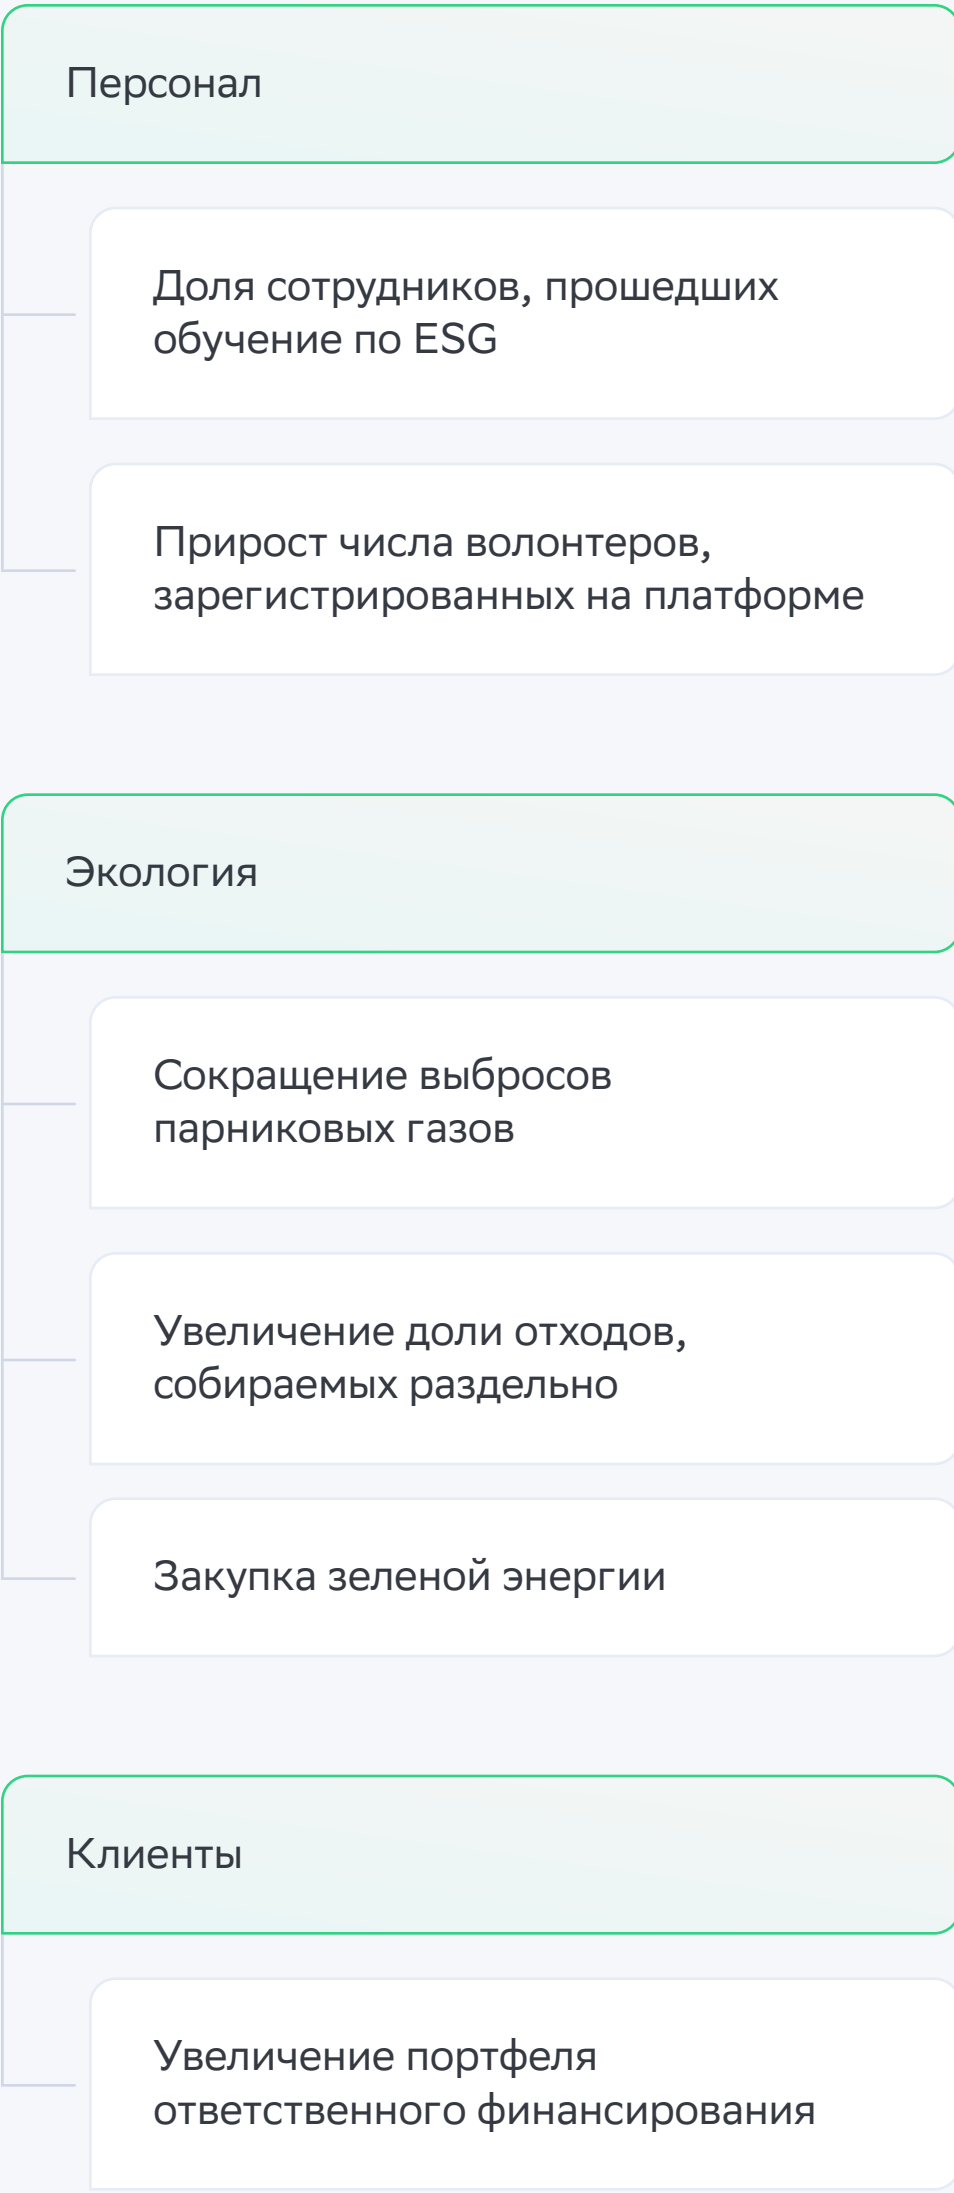 Персонал
Доля сотрудников, прошедших
обучение по ESG
Прирост числа волонтеров,
зарегистрированных на платформе
Экология
Сокращение выбросов
парниковых газов
Увеличение доли отходов,
собираемых раздельно
Закупка зеленой энергии
Клиенты
Увеличение портфеля
ответственного финансирования